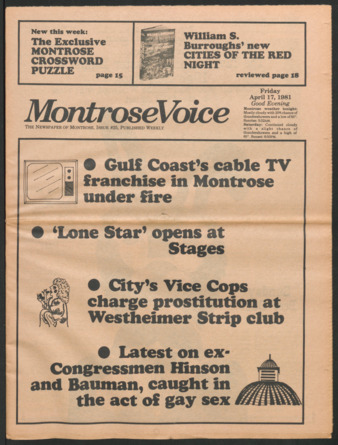 New this week:
The Exclusive
MONTROSE
CROSSWORD
PUZZLE
page 15
William S.
Burroughs' new
CITIES OF THE RED
NIGHT
reviewed page 18
Friday
April 17, 1981
Good Evening
MontroseVoice
THE NEWSPAPER OF MONTROSE, ISSUE #25, PUBLISHED WEEKLY
● Gulf Coast's cable TV
franchise in Montrose
under fire
● 'Lone Star' opens at
Stages
● City's Vice Cops
charge prostitution at
Westheimer Strip club
● Latest on ex-
Congressmen Hinson
and Bauman, caught in
the act of gay sex